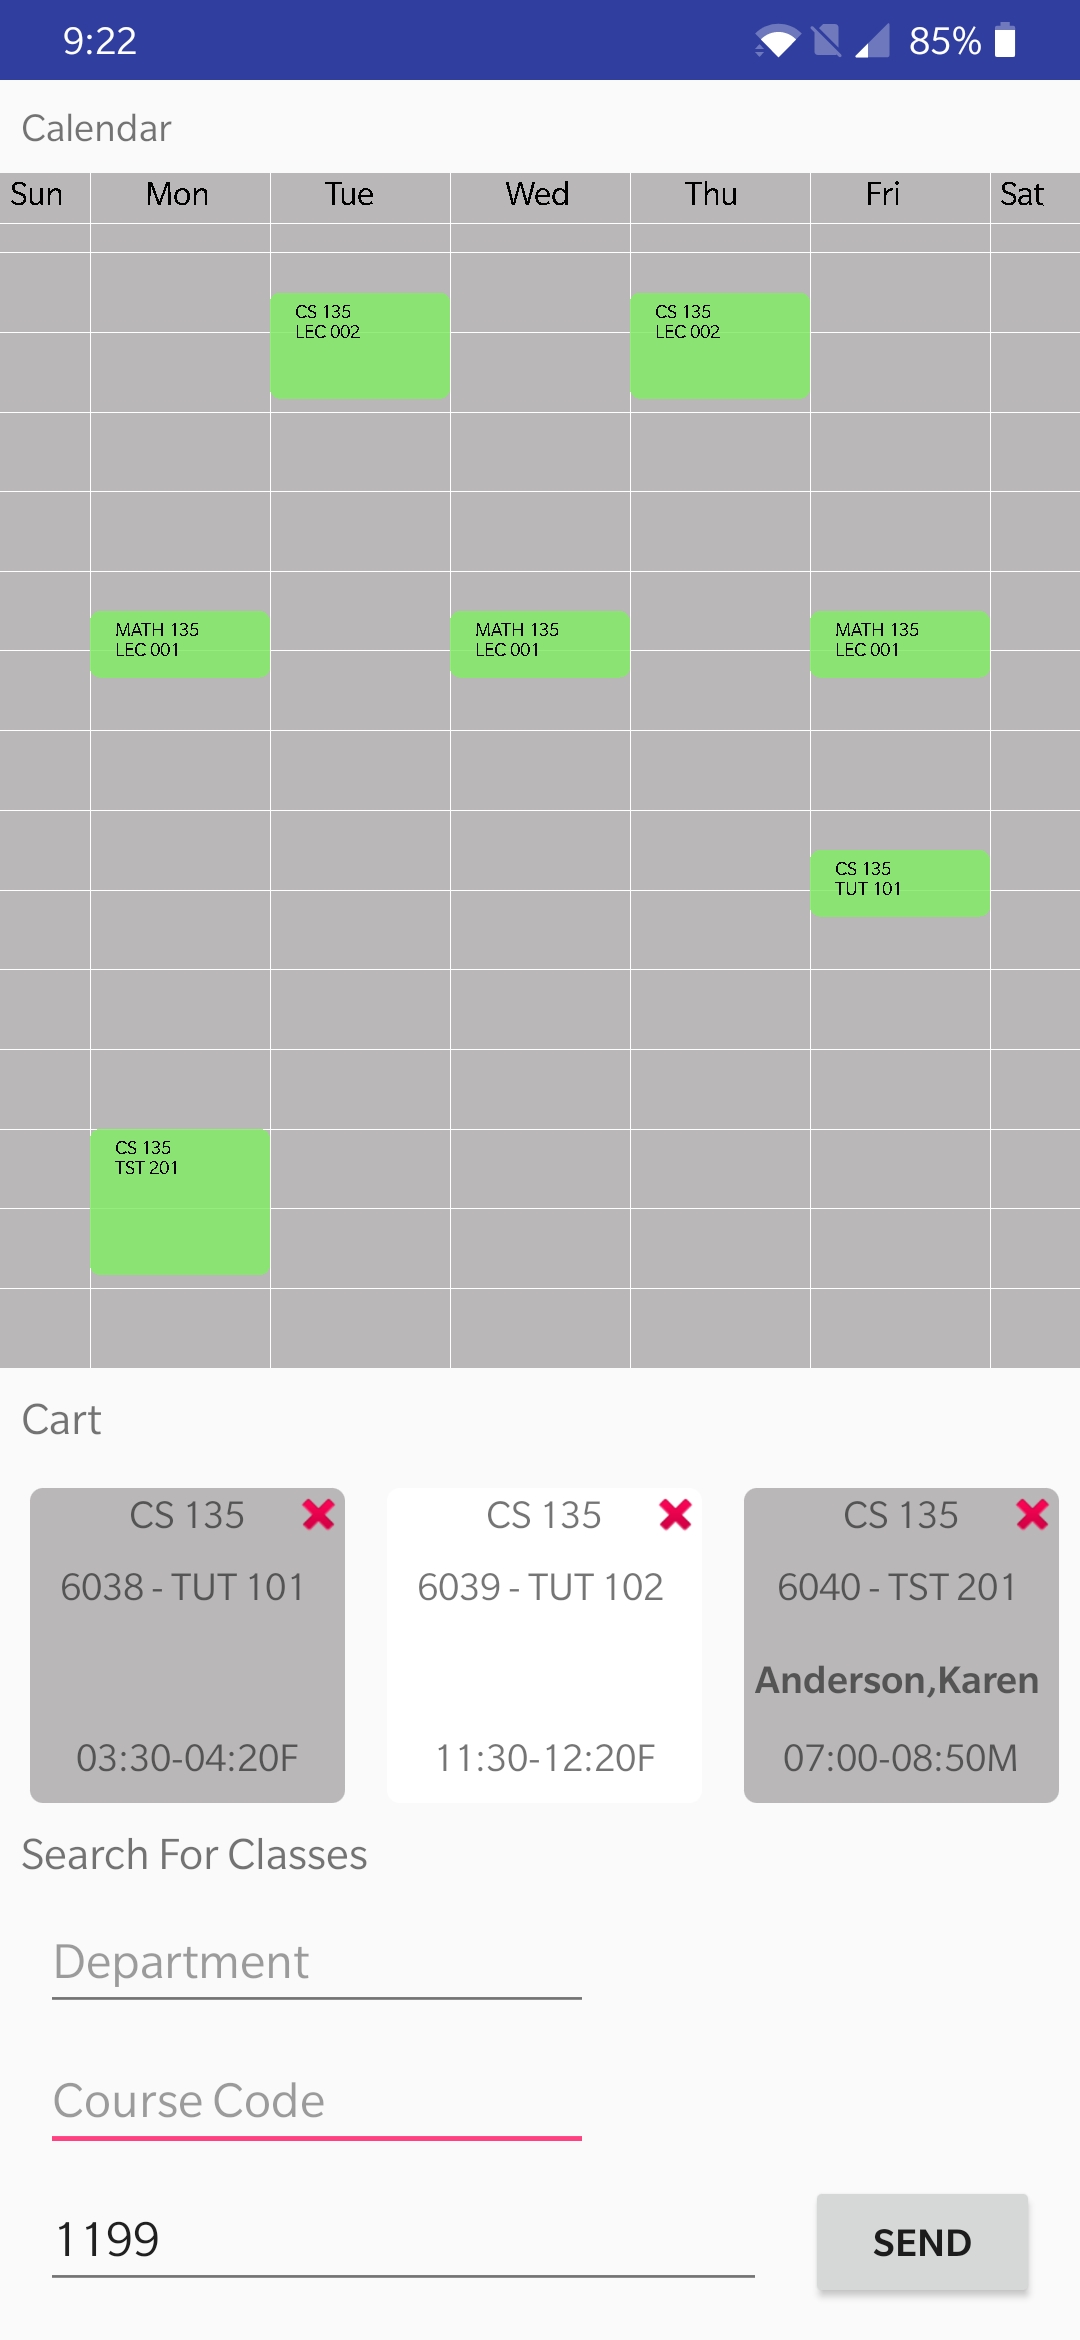 9:22
85%
Calendar
Sun Mon Tue Wed Thu Fri Sat
CS 135
LEC 002
CS 135
LEC 002
MATH 135
LEC 001
MATH 135
LEC 001
MATH 135
LEC 001
CS 135
TUT 101
CS 135
TST 201
Cart
CS 135
6038 - TUT 101
03:30-04:20F
CS 135
6039 - TUT 102
11:30-12:20F
CS 135
6040 - TST 201
Anderson,Karen
07:00-08:50M
Search For Classes
Department
Course Code
1199
SEND